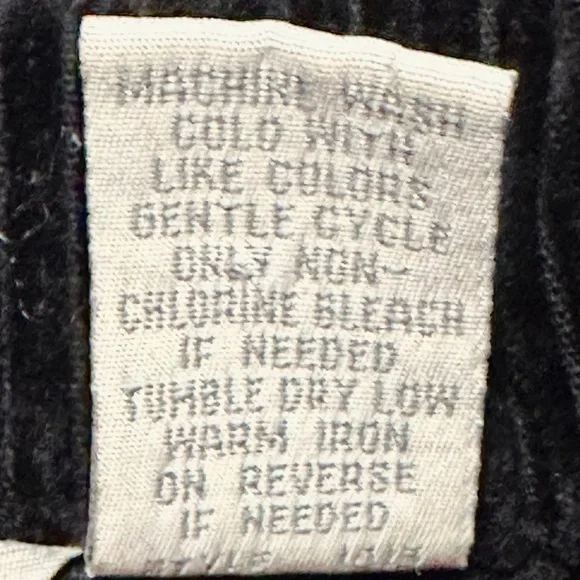 MACHINE WASH
COLD WITH
LIKE COLORS
GENTLE CYCLE
ONLY NON-
CHLORINE BLEACH
IF NEEDED
TUMBLE DRY LOW
WARM IRON
ON REVERSE
IF NEEDED
STYLE